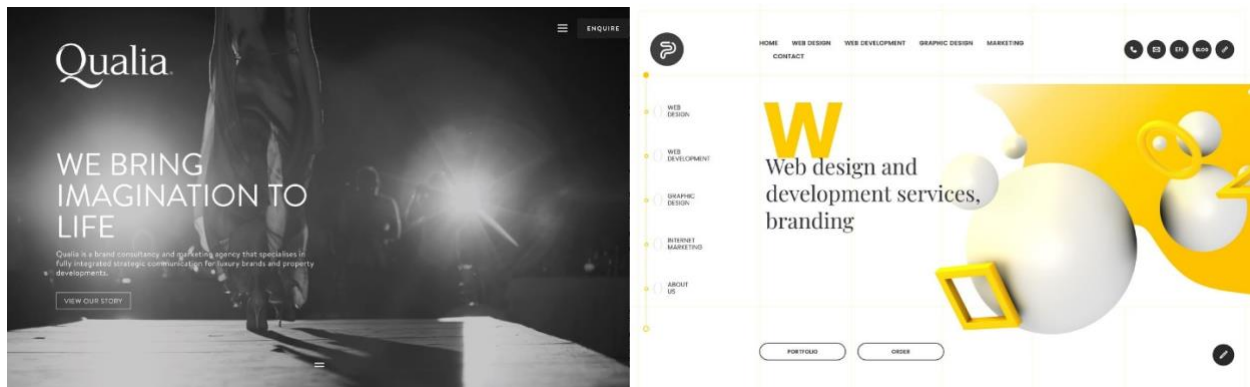 ENQUIRE
Qualia
WE BRING
IMAGINATION TO
LIFE
Qualia is a brand consultancy and marketing agency that specialises in
fully integrated strategic communication for luxury brands and property
developments.
VIEW OUR STORY
HOME WEB DESIGN WEB DEVELOPMENT GRAPHIC DESIGN MARKETING
CONTACT
EN BLOG
WEB
DESIGN
WEB
DEVELOPMENT
GRAPHIC
DESIGN
INTERNET
MARKETING
ABOUT
US
W
Web design and
development services,
branding
PORTFOLIO ORDER